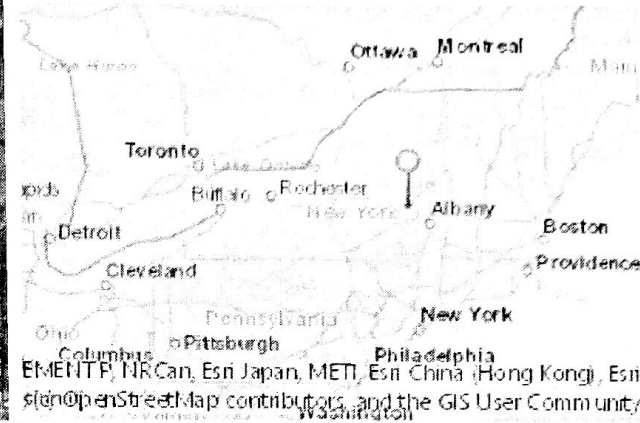 Ottawa Montreal
Lake Huron
Toronto
Lake Ontario
Buffalo Rochester
New York
Albany
Detroit
Boston
Cleveland
Providence
Pennsylvania
New York
Ohio
Pittsburgh
Columbus
Philadelphia
EMENTP, NRCan, Esri Japan, METI, Esri China (Hong Kong), Esri
OpenStreetMap contributors, and the GIS User Community
Washington